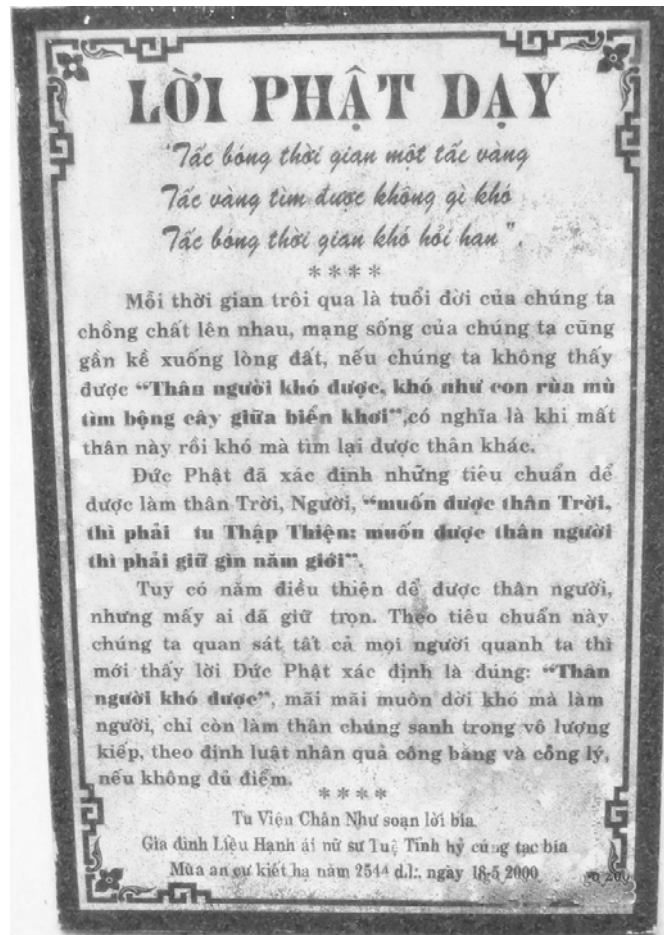 LỜI PHẬT DẠY
"Tấc bóng thời gian một tấc vàng
Tấc vàng tìm được không gì khó
Tấc bóng thời gian khó hỏi han".
****
Mỗi thời gian trôi qua là tuổi đời của chúng ta
chồng chất lên nhau, mạng sống của chúng ta cũng
gần kề xuống lòng đất, nếu chúng ta không thấy
được "Thân người khó được, khó như con rùa mù
tìm bộng cây giữa biển khơi",có nghĩa là khi mất
thân này rồi khó mà tìm lại được thân khác.
Đức Phật đã xác định những tiêu chuẩn để
được làm thân Trời, Người, "muốn được thân Trời,
thì phải tu Thập Thiện; muốn được thân người
thì phải giữ gìn năm giới".
Tuy có năm điều thiện để được thân người,
nhưng mấy ai đã giữ trọn. Theo tiêu chuẩn này
chúng ta quan sát tất cả mọi người quanh ta thì
mới thấy lời Đức Phật xác định là đúng: "Thân
người khó được", mãi mãi muôn đời khó mà làm
người, chỉ còn làm thân chúng sanh trong vô lượng
kiếp, theo định luật nhân quả công bằng và công lý,
nếu không đủ điểm.
****
Tu Viện Chân Như soạn lời bia
Gia đình Liễu Hạnh ái nữ sư Tuệ Tĩnh hỷ cúng tạc bia
Mùa an cư kiết hạ năm 2544 d.l:, ngày 18-5 2000